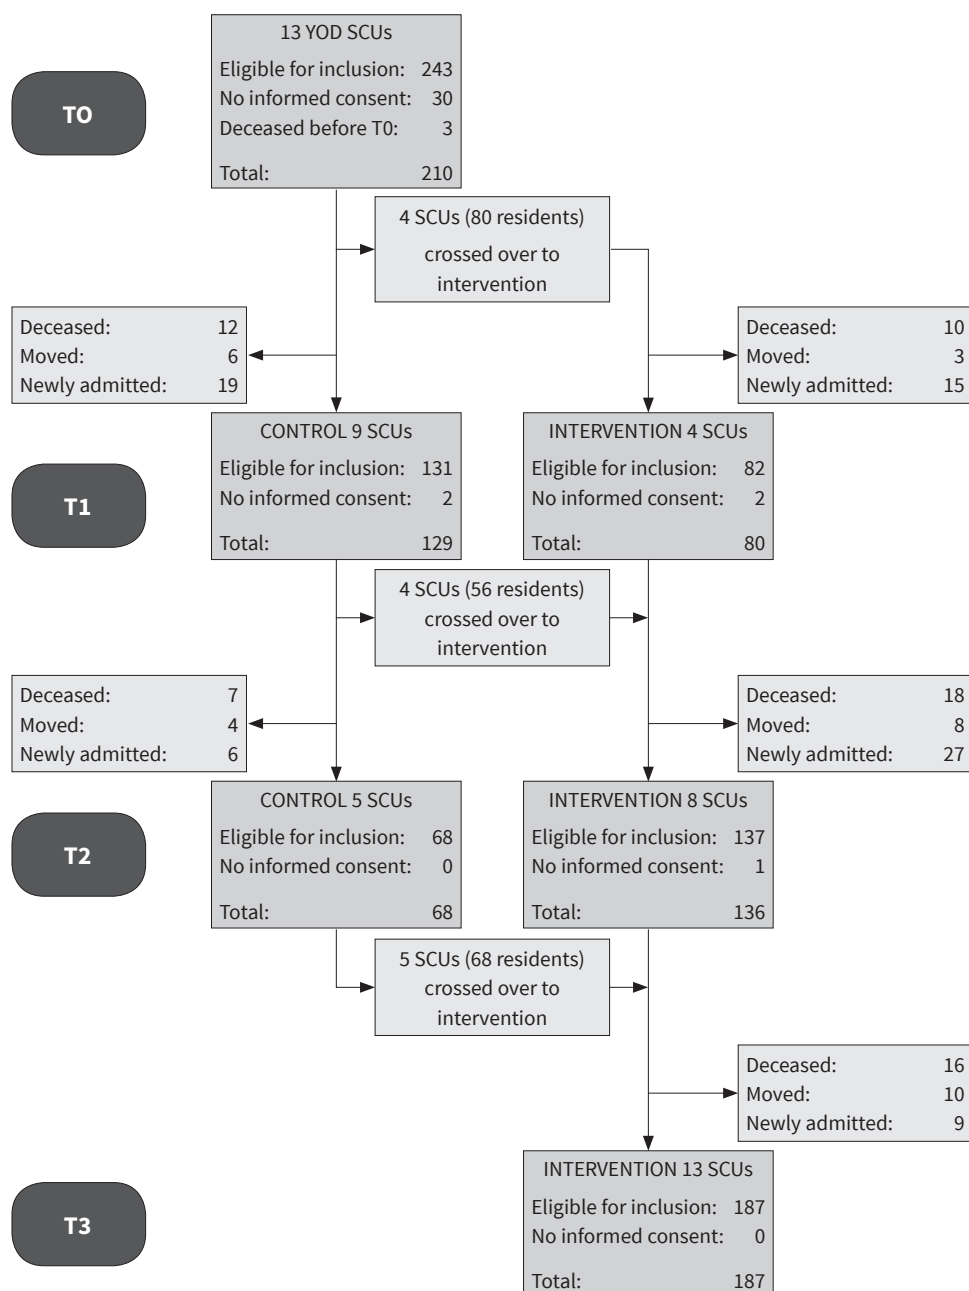 13 YOD SCUs
Eligible for inclusion: 243
No informed consent: 30
Deceased before T0: 3
Total: 210
T0
4 SCUs (80 residents)
crossed over to
intervention
Deceased: 12
Moved: 6
Newly admitted: 19
Deceased: 10
Moved: 3
Newly admitted: 15
CONTROL 9 SCUs
Eligible for inclusion: 131
No informed consent: 2
Total: 129
INTERVENTION 4 SCUs
Eligible for inclusion: 82
No informed consent: 2
Total: 80
T1
4 SCUs (56 residents)
crossed over to
intervention
Deceased: 7
Moved: 4
Newly admitted: 6
Deceased: 18
Moved: 8
Newly admitted: 27
CONTROL 5 SCUs
Eligible for inclusion: 68
No informed consent: 0
Total: 68
INTERVENTION 8 SCUs
Eligible for inclusion: 137
No informed consent: 1
Total: 136
T2
5 SCUs (68 residents)
crossed over to
intervention
Deceased: 16
Moved: 10
Newly admitted: 9
INTERVENTION 13 SCUs
Eligible for inclusion: 187
No informed consent: 0
Total: 187
T3